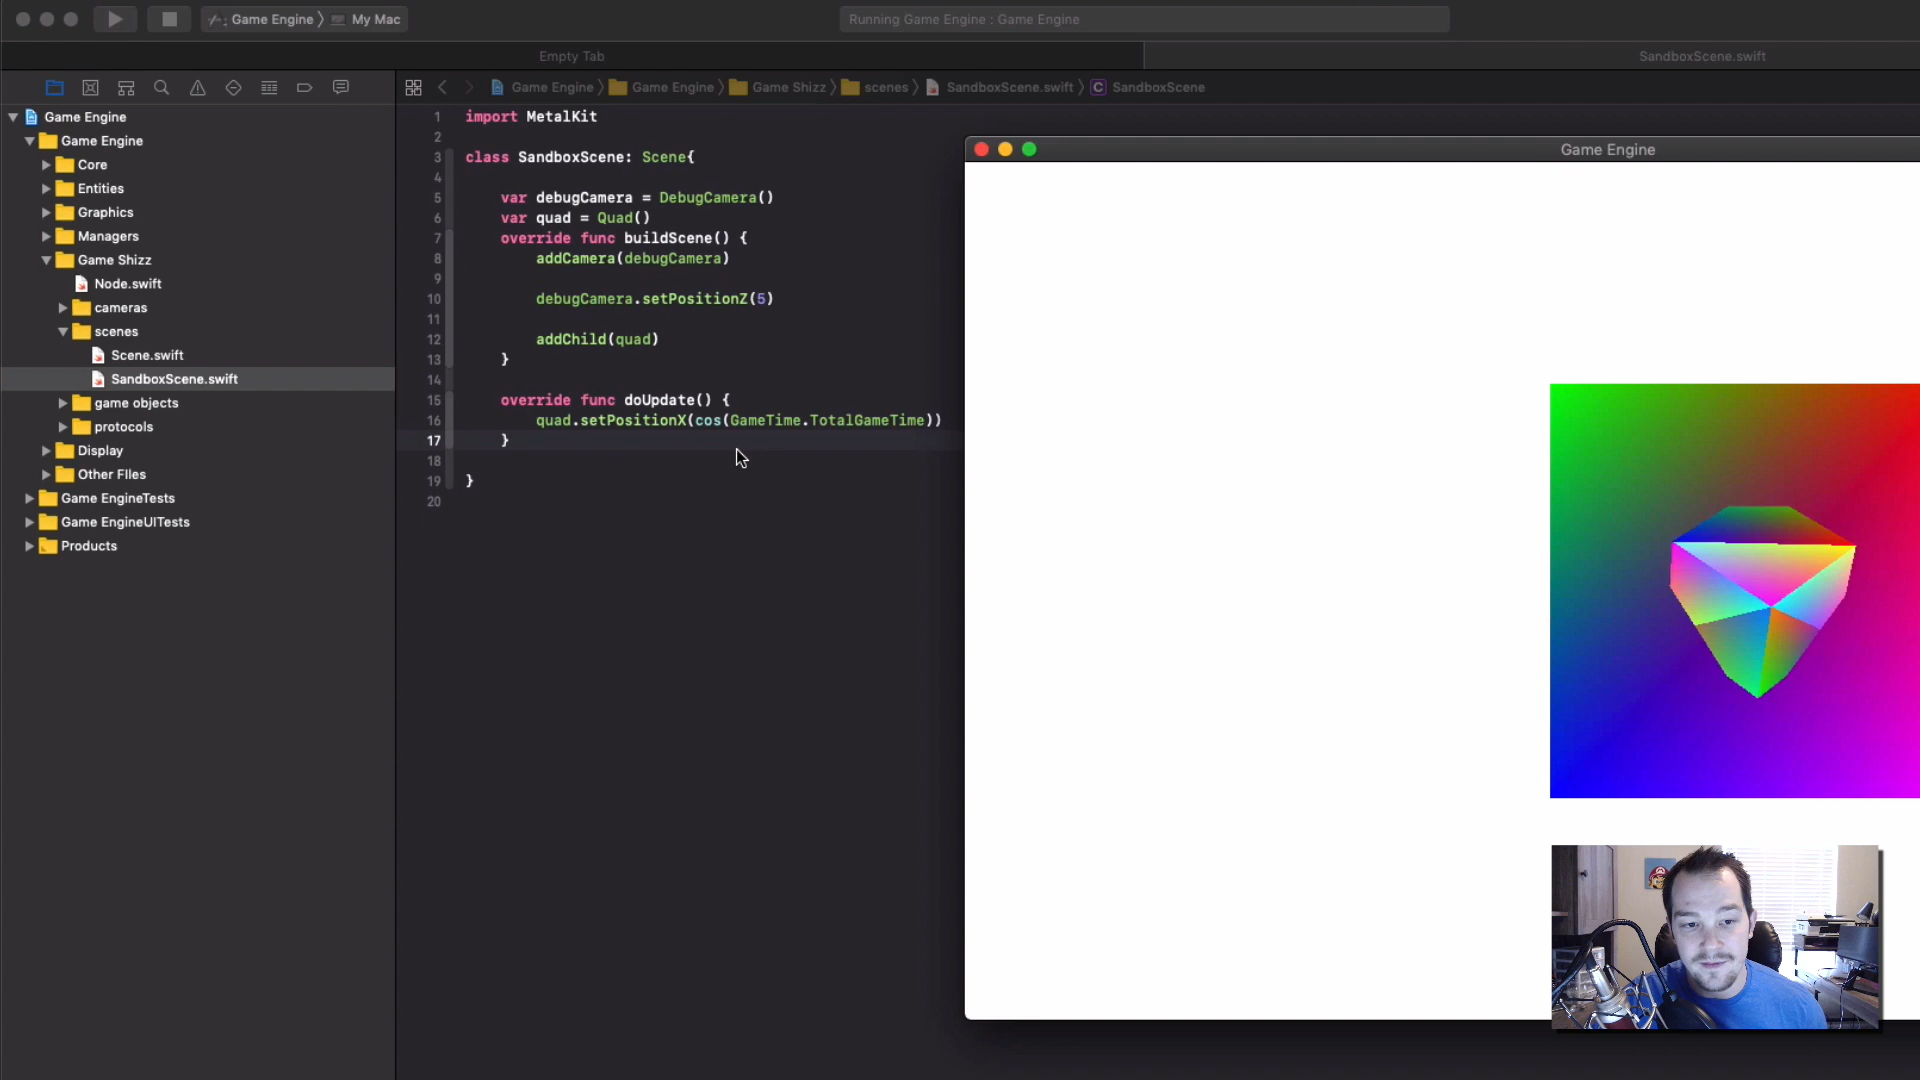 Game Engine 〉 My Mac
Running Game Engine : Game Engine
Empty Tab
SandboxScene.swift
Game Engine 〉 Game Engine 〉 Game Shizz 〉 scenes 〉 SandboxScene.swift 〉 C SandboxScene
Game Engine
Game Engine
Core
Entities
Graphics
Managers
Game Shizz
Node.swift
cameras
scenes
Scene.swift
SandboxScene.swift
game objects
protocols
Display
Other FIles
Game EngineTests
Game EngineUITests
Products
1 import MetalKit
2
3 class SandboxScene: Scene{
4
5 var debugCamera = DebugCamera()
6 var quad = Quad()
7 override func buildScene() {
8 addCamera(debugCamera)
9
10 debugCamera.setPositionZ(5)
11
12 addChild(quad)
13 }
14
15 override func doUpdate() {
16 quad.setPositionX(cos(GameTime.TotalGameTime))
17 }
18
19 }
20
Game Engine